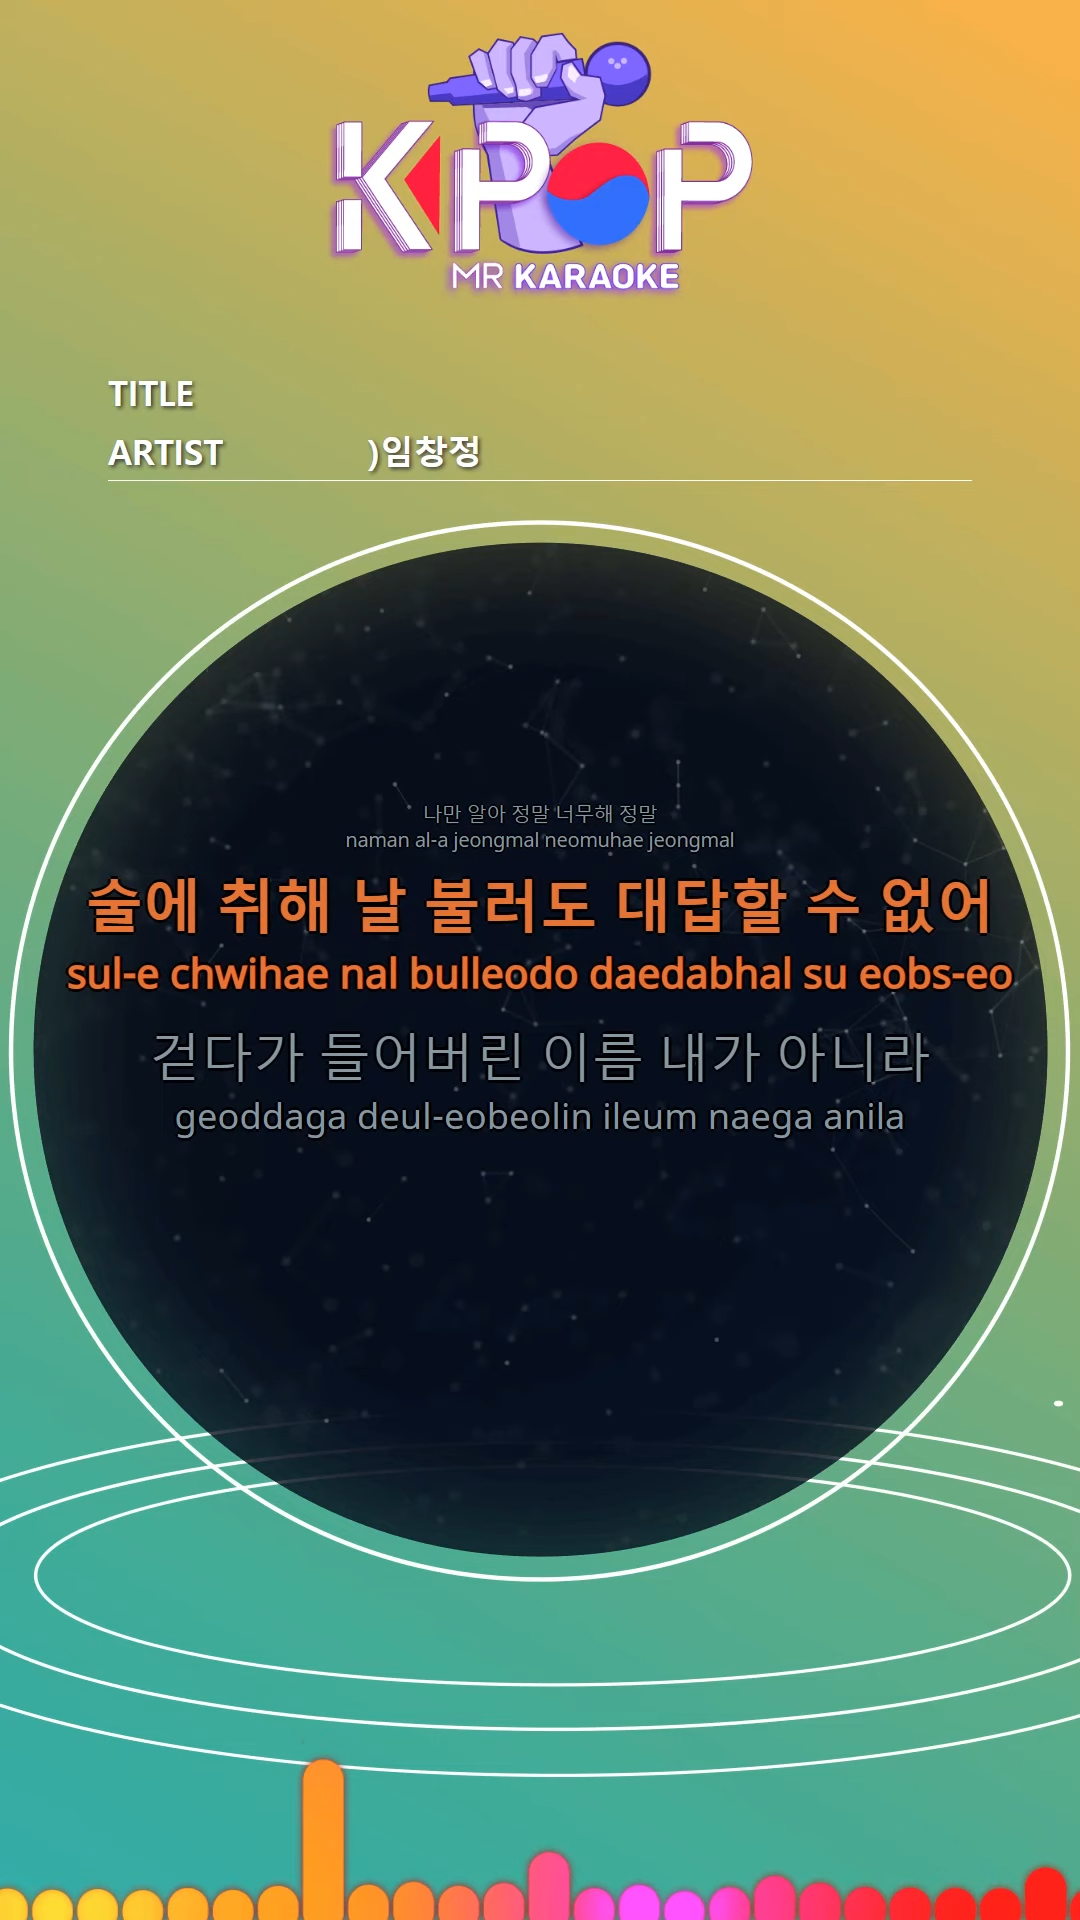 KPOP
MR KARAOKE
TITLE
ARTIST )임창정
나만 알아 정말 너무해 정말
naman al-a jeongmal neomuhae jeongmal
술에 취해 날 불러도 대답할 수 없어
sul-e chwihae nal bulleodo daedabhal su eobs-eo
걷다가 들어버린 이름 내가 아니라
geoddaga deul-eobeolin ileum naega anila